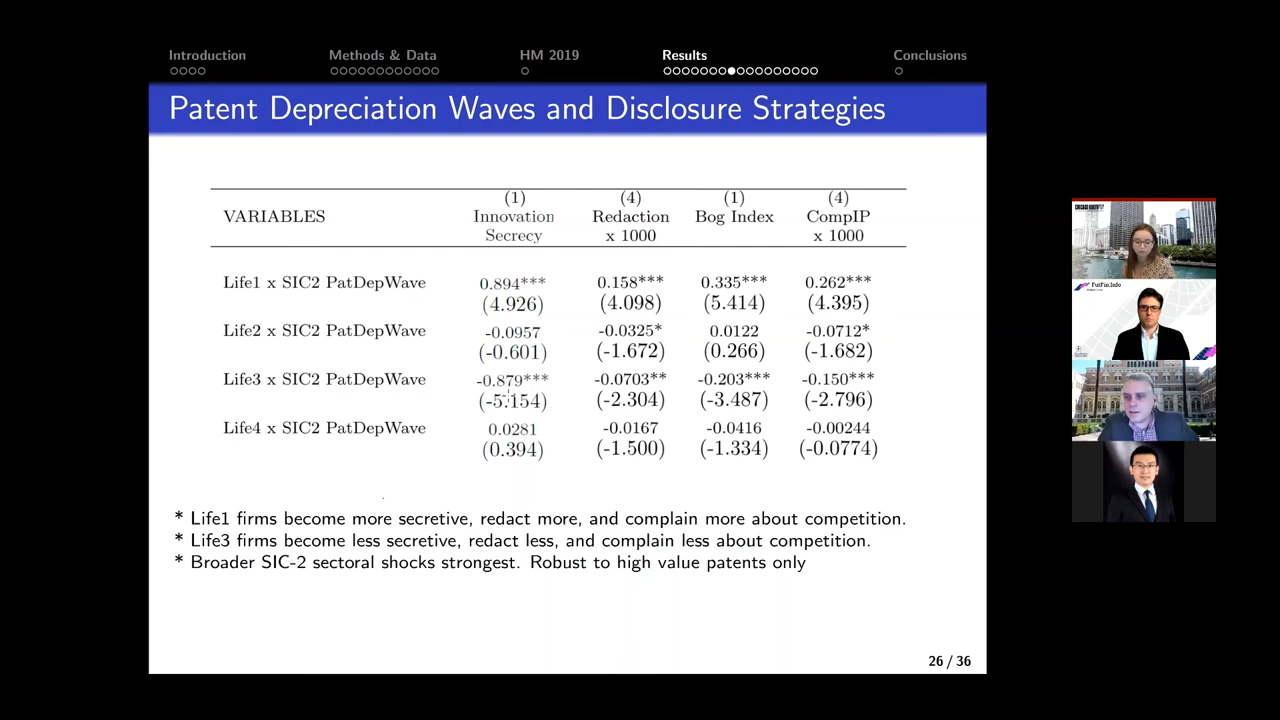 Introduction Methods & Data HM 2019 Results Conclusions
Patent Depreciation Waves and Disclosure Strategies
(1) (4) (1) (4)
VARIABLES Innovation Redaction Bog Index CompIP
Secrecy x 1000 x 1000
Life1 x SIC2 PatDepWave 0.894*** 0.158*** 0.335*** 0.262***
(4.926) (4.098) (5.414) (4.395)
Life2 x SIC2 PatDepWave -0.0957 -0.0325* 0.0122 -0.0712*
(-0.601) (-1.672) (0.266) (-1.682)
Life3 x SIC2 PatDepWave -0.879*** -0.0703** -0.203*** -0.150***
(-5.154) (-2.304) (-3.487) (-2.796)
Life4 x SIC2 PatDepWave 0.0281 -0.0167 -0.0416 -0.00244
(0.394) (-1.500) (-1.334) (-0.0774)
* Life1 firms become more secretive, redact more, and complain more about competition.
* Life3 firms become less secretive, redact less, and complain less about competition.
* Broader SIC-2 sectoral shocks strongest. Robust to high value patents only
26 / 36
CHICAGO BOOTH
FutFin.Info